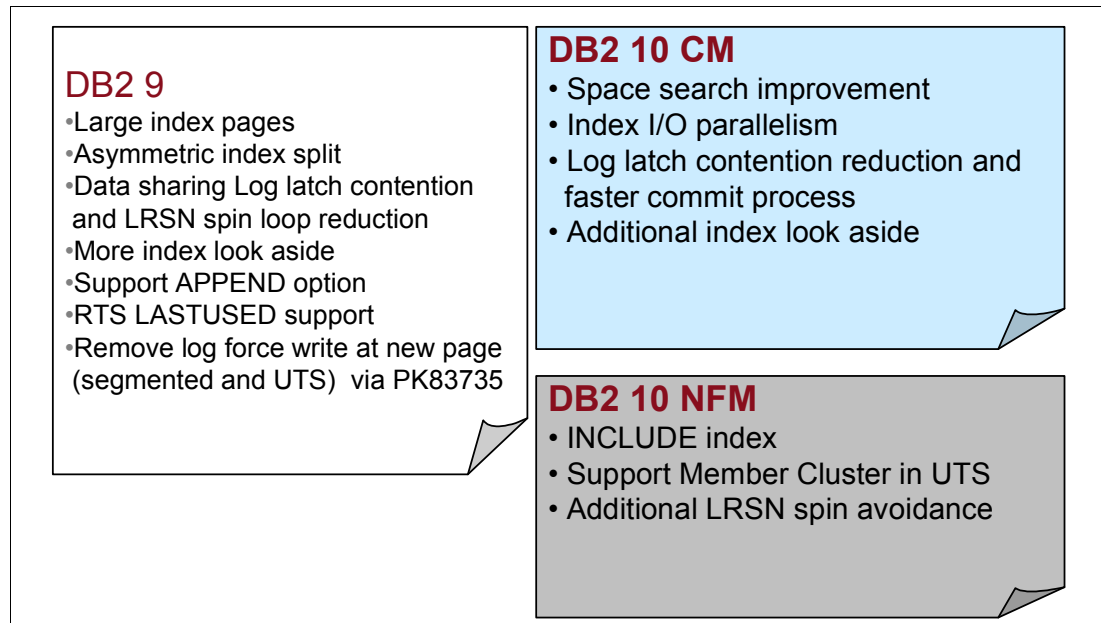 DB2 9
•Large index pages
•Asymmetric index split
•Data sharing Log latch contention
and LRSN spin loop reduction
•More index look aside
•Support APPEND option
•RTS LASTUSED support
•Remove log force write at new page
(segmented and UTS) via PK83735
DB2 10 CM
• Space search improvement
• Index I/O parallelism
• Log latch contention reduction and
faster commit process
• Additional index look aside
DB2 10 NFM
• INCLUDE index
• Support Member Cluster in UTS
• Additional LRSN spin avoidance